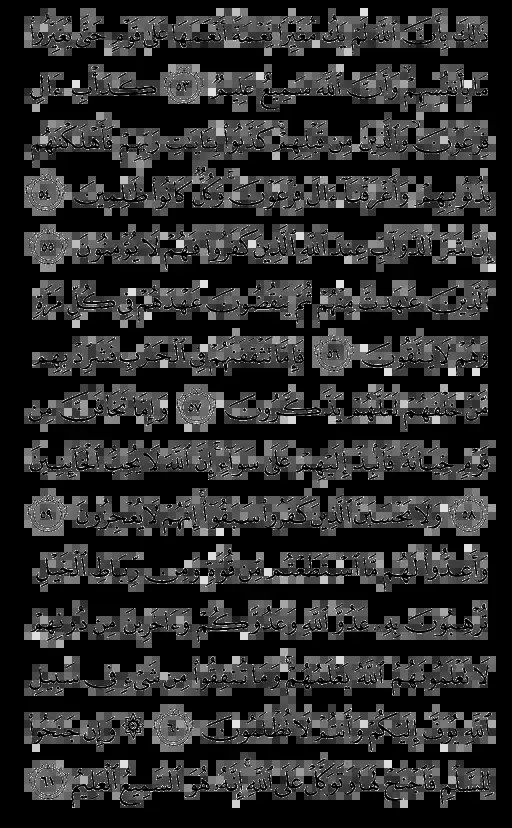 ذَٰلِكَ بِأَنَّ ٱللَّهَ لَمْ يَكُ مُغَيِّرًا نِّعْمَةً أَنْعَمَهَا عَلَىٰ قَوْمٍ حَتَّىٰ يُغَيِّرُوا۟
مَا بِأَنفُسِهِمْ وَأَنَّ ٱللَّهَ سَمِيعٌ عَلِيمٌ ٥٣ كَدَأْبِ ءَالِ
فِرْعَوْنَ وَٱلَّذِينَ مِن قَبْلِهِمْ كَذَّبُوا۟ بِـَٔايَٰتِ رَبِّهِمْ فَأَهْلَكْنَٰهُم
بِذُنُوبِهِمْ وَأَغْرَقْنَآ ءَالَ فِرْعَوْنَ وَكُلٌّ كَانُوا۟ ظَٰلِمِينَ ٥٤
إِنَّ شَرَّ ٱلدَّوَآبِّ عِندَ ٱللَّهِ ٱلَّذِينَ كَفَرُوا۟ فَهُمْ لَا يُؤْمِنُونَ ٥٥
ٱلَّذِينَ عَٰهَدتَّ مِنْهُمْ ثُمَّ يَنقُضُونَ عَهْدَهُمْ فِى كُلِّ مَرَّةٍ
وَهُمْ لَا يَتَّقُونَ ٥٦ فَإِمَّا تَثْقَفَنَّهُمْ فِى ٱلْحَرْبِ فَشَرِّدْ بِهِم
مَّنْ خَلْفَهُمْ لَعَلَّهُمْ يَذَّكَّرُونَ ٥٧ وَإِمَّا تَخَافَنَّ مِن
قَوْمٍ خِيَانَةً فَٱنۢبِذْ إِلَيْهِمْ عَلَىٰ سَوَآءٍ إِنَّ ٱللَّهَ لَا يُحِبُّ ٱلْخَآئِنِينَ
٥٨ وَلَا يَحْسَبَنَّ ٱلَّذِينَ كَفَرُوا۟ سَبَقُوٓا۟ إِنَّهُمْ لَا يُعْجِزُونَ ٥٩
وَأَعِدُّوا۟ لَهُم مَّا ٱسْتَطَعْتُم مِّن قُوَّةٍ وَمِن رِّبَاطِ ٱلْخَيْلِ
تُرْهِبُونَ بِهِۦ عَدُوَّ ٱللَّهِ وَعَدُوَّكُمْ وَءَاخَرِينَ مِن دُونِهِمْ
لَا تَعْلَمُونَهُمُ ٱللَّهُ يَعْلَمُهُمْ وَمَا تُنفِقُوا۟ مِن شَىْءٍ فِى سَبِيلِ
ٱللَّهِ يُوَفَّ إِلَيْكُمْ وَأَنتُمْ لَا تُظْلَمُونَ ٦٠ ۞ وَإِن جَنَحُوا۟
لِلسَّلْمِ فَٱجْنَحْ لَهَا وَتَوَكَّلْ عَلَى ٱللَّهِ إِنَّهُۥ هُوَ ٱلسَّمِيعُ ٱلْعَلِيمُ ٦١